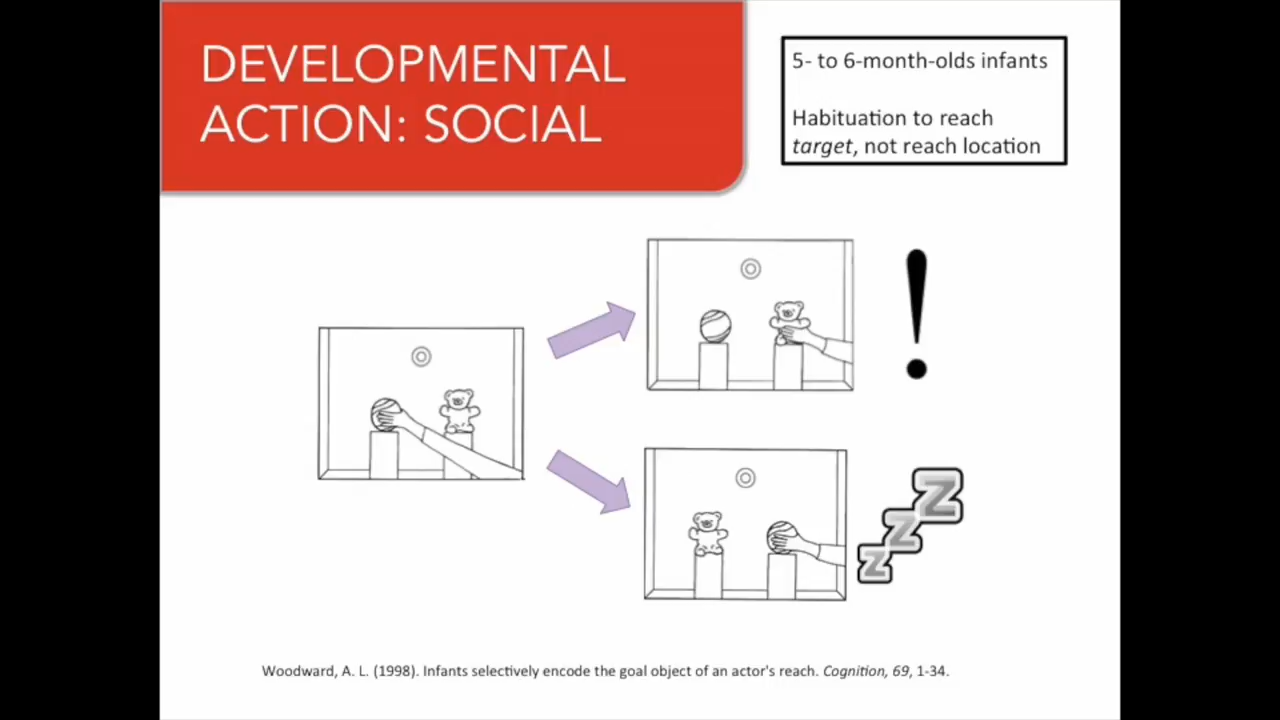 DEVELOPMENTAL
ACTION: SOCIAL
5- to 6-month-olds infants
Habituation to reach
target, not reach location
!
z z z
Woodward, A. L. (1998). Infants selectively encode the goal object of an actor's reach. Cognition, 69, 1-34.